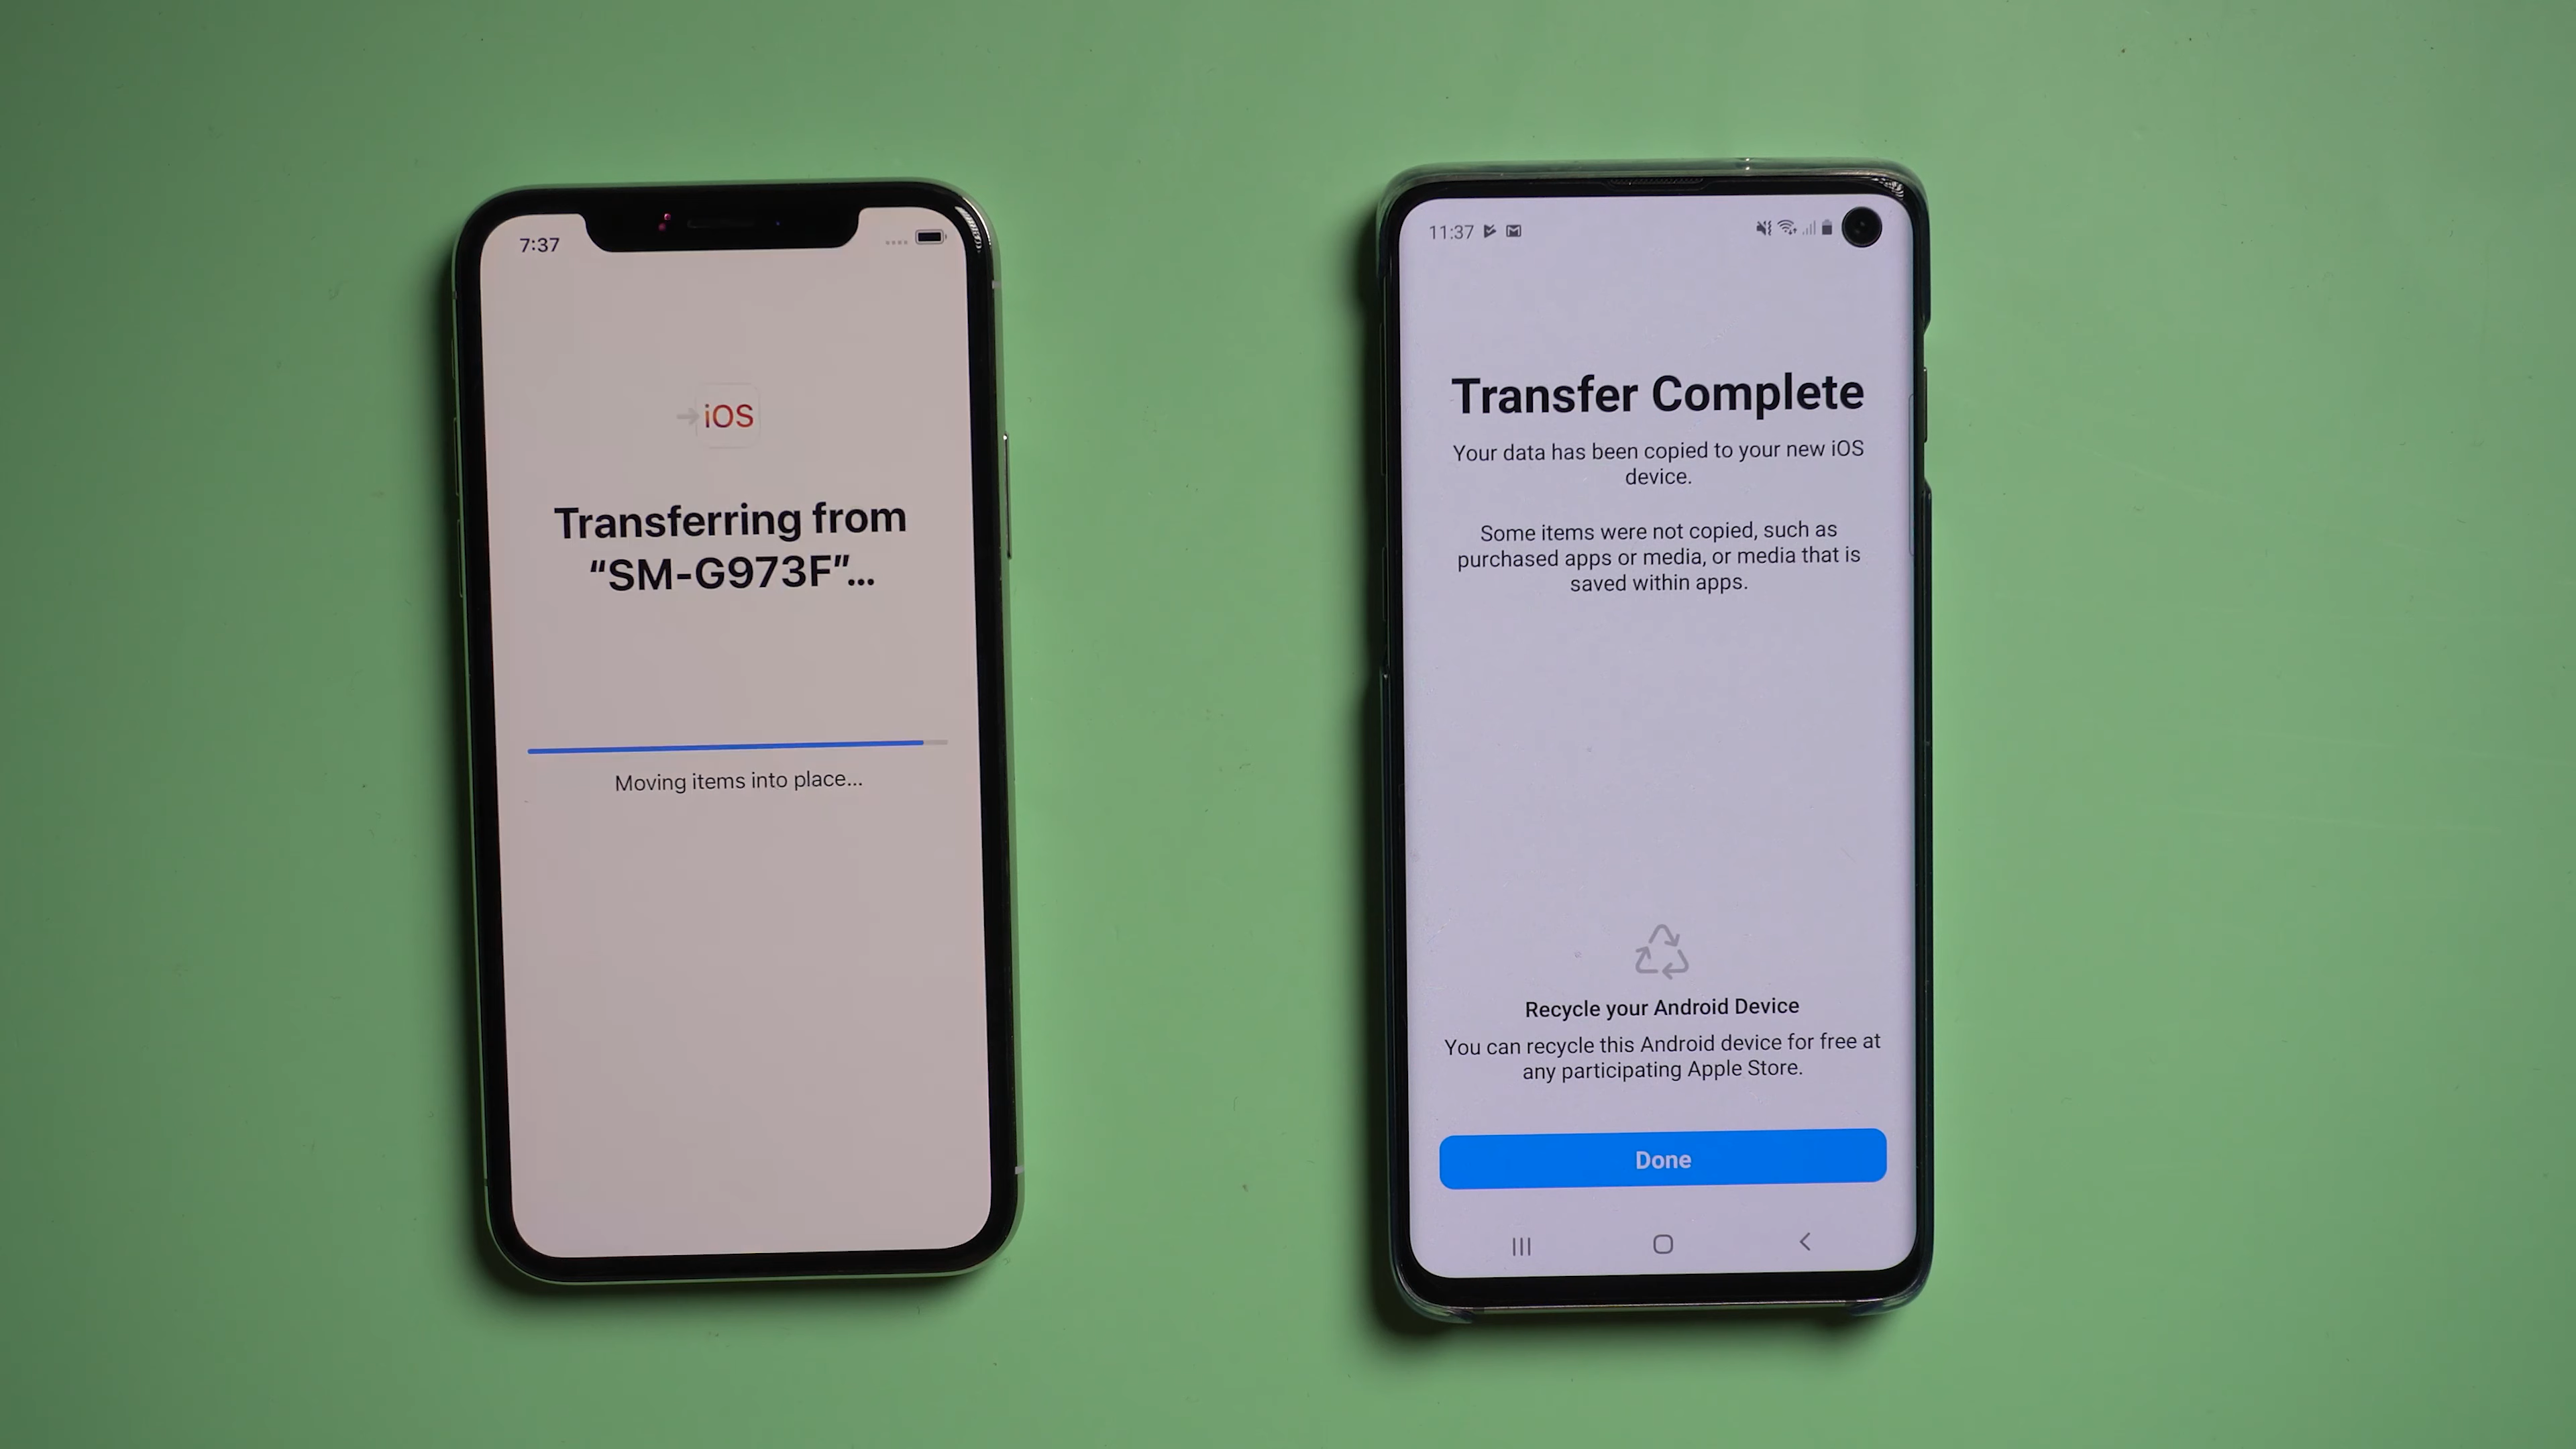 7:37
iOS
Transferring from
“SM-G973F”...
Moving items into place...
11:37
Transfer Complete
Your data has been copied to your new iOS
device.
Some items were not copied, such as
purchased apps or media, or media that is
saved within apps.
Recycle your Android Device
You can recycle this Android device for free at
any participating Apple Store.
Done